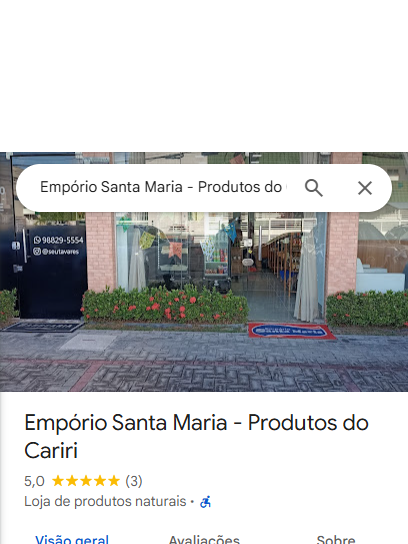 Empório Santa Maria - Produtos do
98829-5554
@seutavares
Empório Santa Maria - Produtos do
Cariri
5,0 (3)
Loja de produtos naturais ·
Visão geral Avaliações Sobre